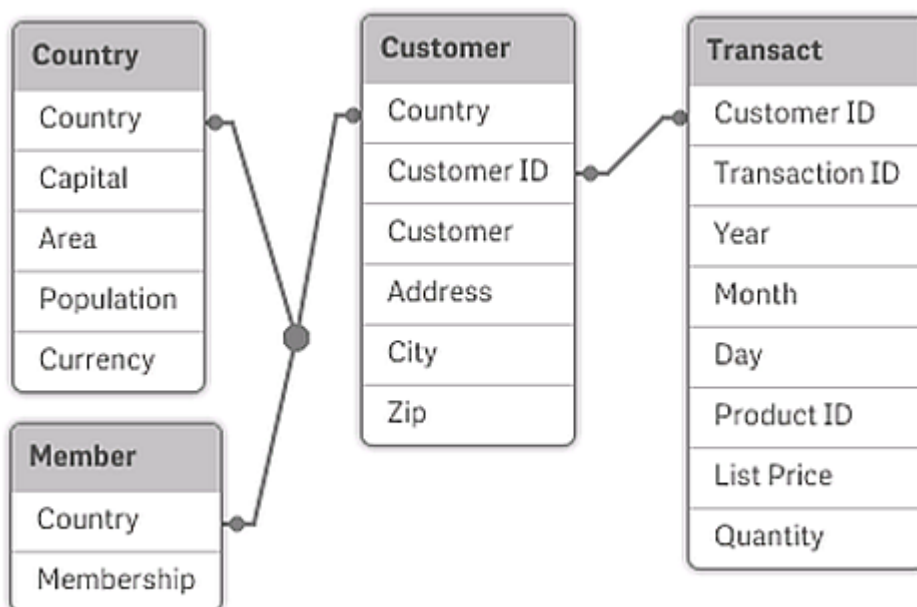 Country
Country
Capital
Area
Population
Currency
Member
Country
Membership
Customer
Country
Customer ID
Customer
Address
City
Zip
Transact
Customer ID
Transaction ID
Year
Month
Day
Product ID
List Price
Quantity